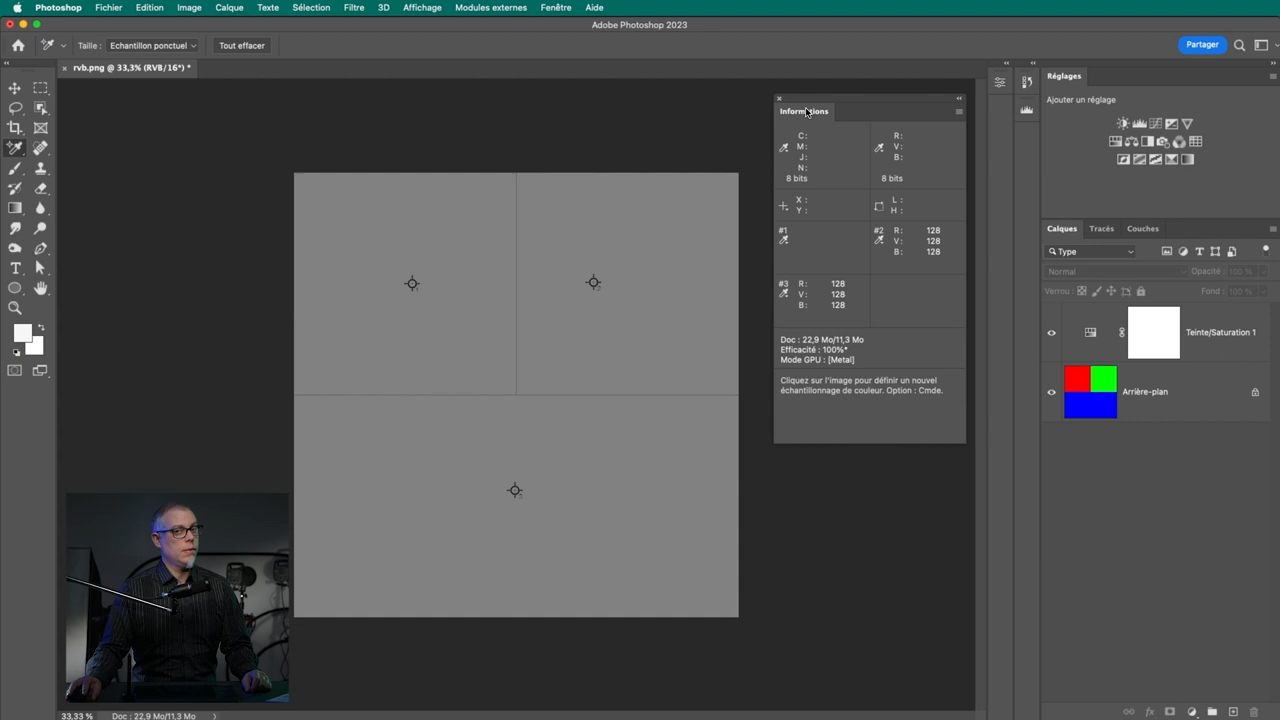 Photoshop Fichier Edition Image Calque Texte Sélection Filtre 3D Affichage Modules externes Fenêtre Aide
Adobe Photoshop 2023
Taille : Echantillon ponctuel Tout effacer Partager
× rvb.png @ 33,3% (RVB/16*) *
Réglages
Ajouter un réglage
Informations
C:
M:
J:
N:
8 bits
R:
V:
B:
8 bits
X:
Y:
L:
H:
#1
#2 R: 128
V: 128
B: 128
#3 R: 128
V: 128
B: 128
Doc : 22,9 Mo/11,3 Mo
Efficacité : 100%*
Mode GPU : [Metal]
Cliquez sur l'image pour définir un nouvel
échantillonnage de couleur. Option : Cmde.
Calques Tracés Couches
Type
Normal Opacité : 100 %
Verrou : Fond : 100 %
Teinte/Saturation 1
Arrière-plan
33,33 % Doc : 22,9 Mo/11,3 Mo